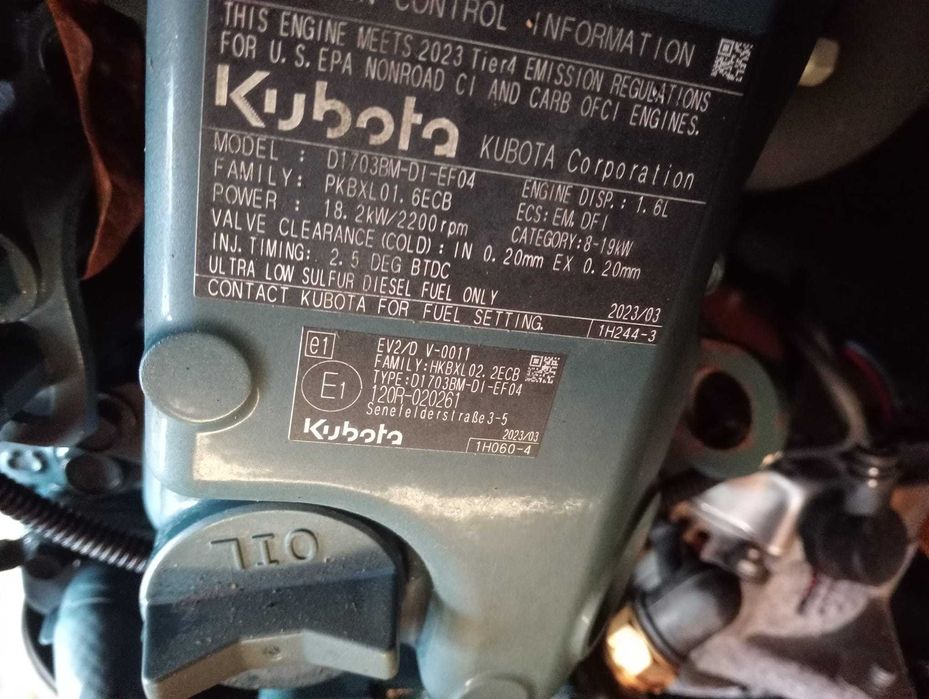 CONTROL INFORMATION
THIS ENGINE MEETS 2023 Tier4 EMISSION REGULATIONS
FOR U.S. EPA NONROAD CI AND CARB OFCI ENGINES.
Kubota KUBOTA Corporation
MODEL : D1703BM-DI-EF04
FAMILY: PKBXL01.6ECB ENGINE DISP.: 1.6L
POWER : 18.2kW/2200rpm ECS: EM, DFI
CATEGORY:8-19kW
VALVE CLEARANCE(COLD): IN 0.20mm EX 0.20mm
INJ. TIMING: 2.5 DEG BTDC
ULTRA LOW SULFUR DIESEL FUEL ONLY
CONTACT KUBOTA FOR FUEL SETTING. 2023/03
1H244-3
e1 EV2/D V-0011
FAMILY:HKBXL02.2ECB
E1 TYPE:D1703BM-DI-EF04
120R-020261
Senefelderstraße3-5
Kubota 2023/03
1H060-4
OIL